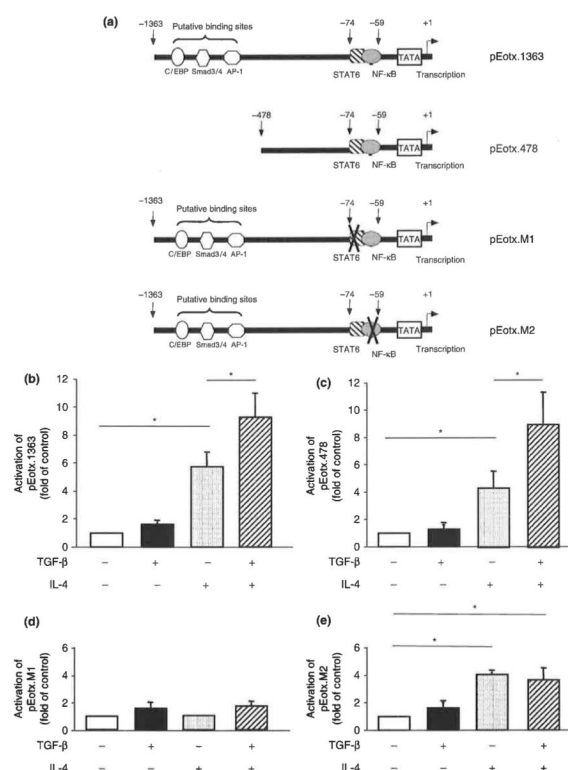 (a)
−1363 Putative binding sites −74 −59 +1
C/EBP Smad3/4 AP-1 STAT6 NF-κB TATA Transcription pEotx.1363
−478 −74 −59 +1
STAT6 NF-κB TATA Transcription pEotx.478
−1363 Putative binding sites −74 −59 +1
C/EBP Smad3/4 AP-1 STAT6 NF-κB TATA Transcription pEotx.M1
−1363 Putative binding sites −74 −59 +1
C/EBP Smad3/4 AP-1 STAT6 NF-κB TATA Transcription pEotx.M2
(b)
Activation of
pEotx.1363
(fold of control)
12
10
8
6
4
2
0
* *
TGF-β − + − +
IL-4 − − + +
(c)
Activation of
pEotx.478
(fold of control)
12
10
8
6
4
2
0
* *
TGF-β − + − +
IL-4 − − + +
(d)
Activation of
pEotx.M1
(fold of control)
6
4
2
0
TGF-β − + − +
IL-4 − − + +
(e)
Activation of
pEotx.M2
(fold of control)
6
4
2
0
*
*
TGF-β − + − +
IL-4 − − + +